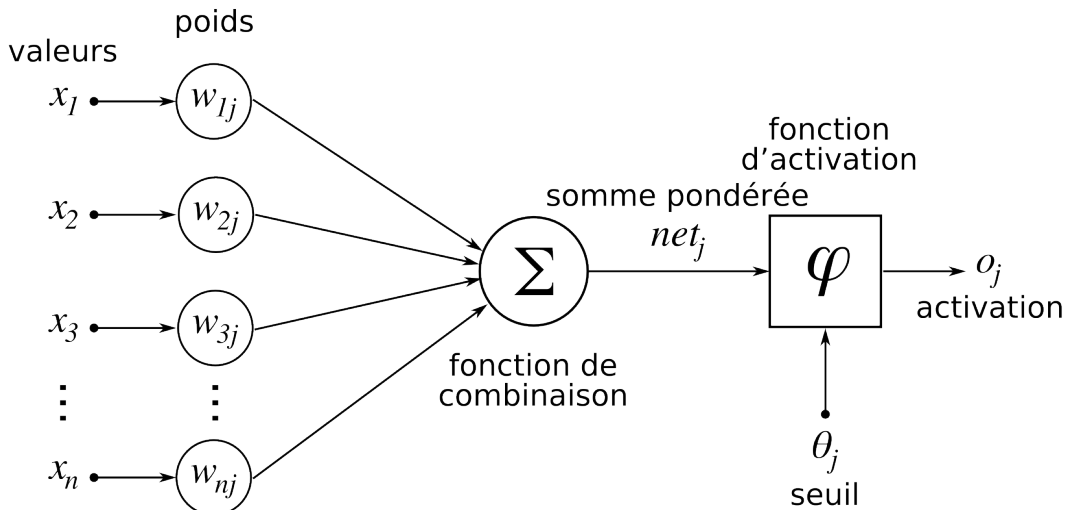 poids
valeurs
x1
w1j
x2
w2j
x3
w3j
⋮ ⋮
xn
wnj
Σ
fonction de
combinaison
somme pondérée
netj
fonction
d’activation
φ
oj
activation
θj
seuil